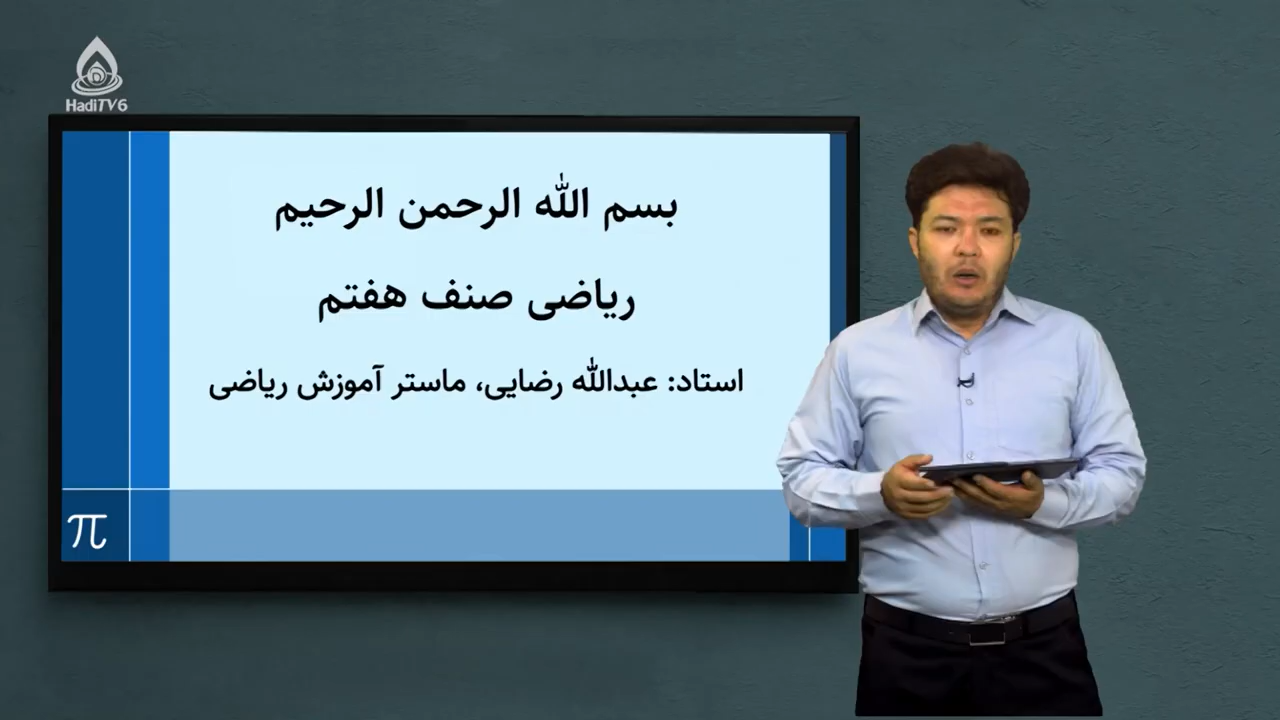 HadiTV6
بسم الله الرحمن الرحیم
ریاضی صنف هفتم
استاد: عبدالله رضایی، ماستر آموزش ریاضی
π